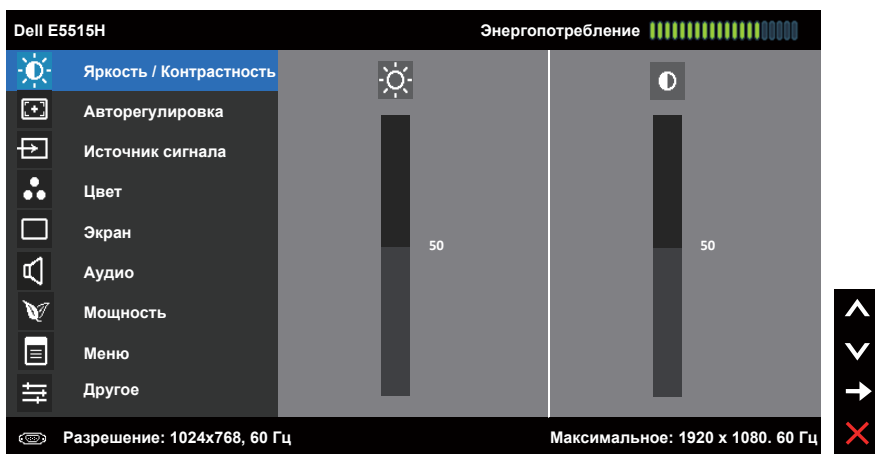 Dell E5515H
Энергопотребление
Яркость / Контрастность
Авторегулировка
Источник сигнала
Цвет
Экран
Аудио
Мощность
Меню
Другое
50
50
Разрешение: 1024x768, 60 Гц
Максимальное: 1920 x 1080. 60 Гц